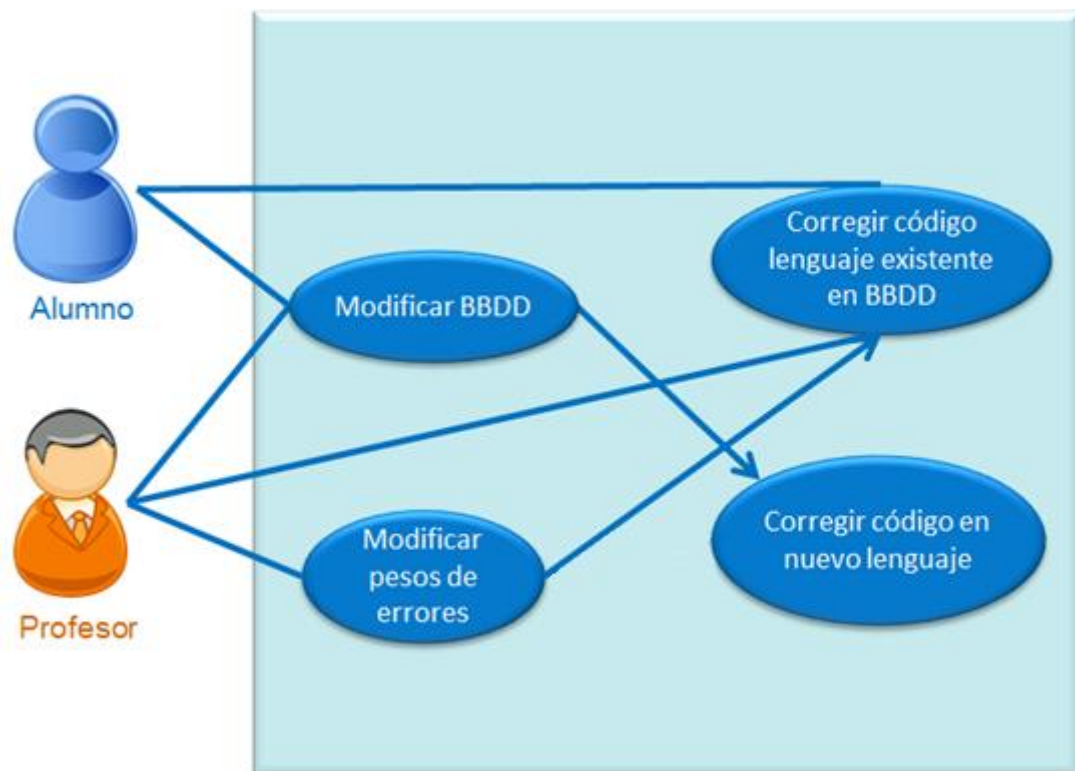 Alumno
Modificar BBDD
Corregir código
lenguaje existente
en BBDD
Profesor
Modificar
pesos de
errores
Corregir código en
nuevo lenguaje